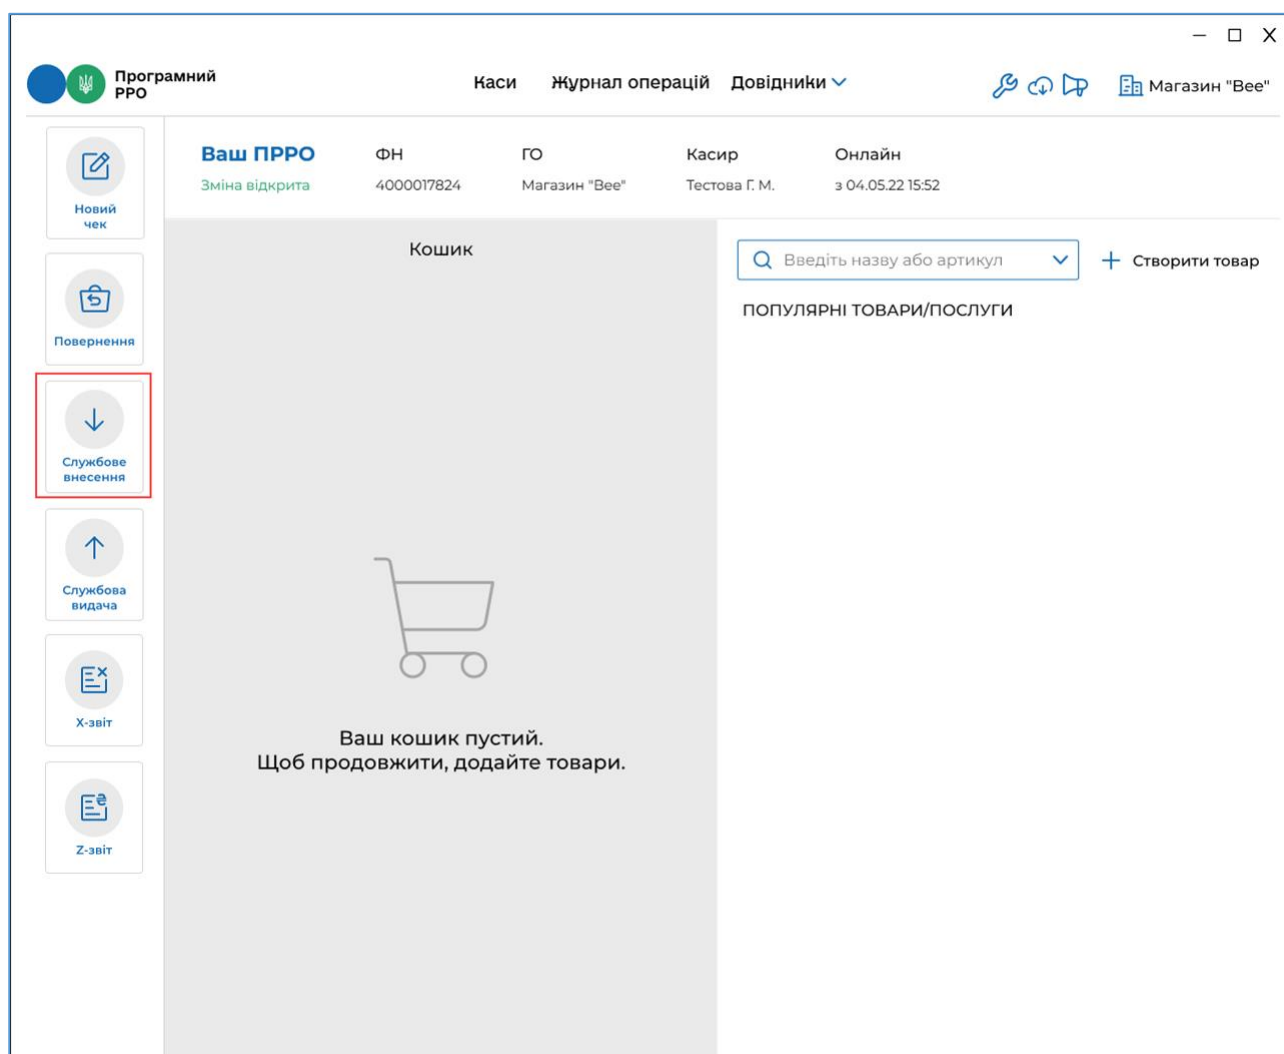 Програмний
РРО
Каси Журнал операцій Довідники
Магазин "Bee"
Новий
чек
Повернення
Службове
внесення
Службова
видача
X-звіт
Z-звіт
Ваш ПРРО ФН ГО Касир Онлайн
Зміна відкрита 4000017824 Магазин "Bee" Тестова Г. М. з 04.05.22 15:52
Кошик
Ваш кошик пустий.
Щоб продовжити, додайте товари.
Введіть назву або артикул
Створити товар
ПОПУЛЯРНІ ТОВАРИ/ПОСЛУГИ